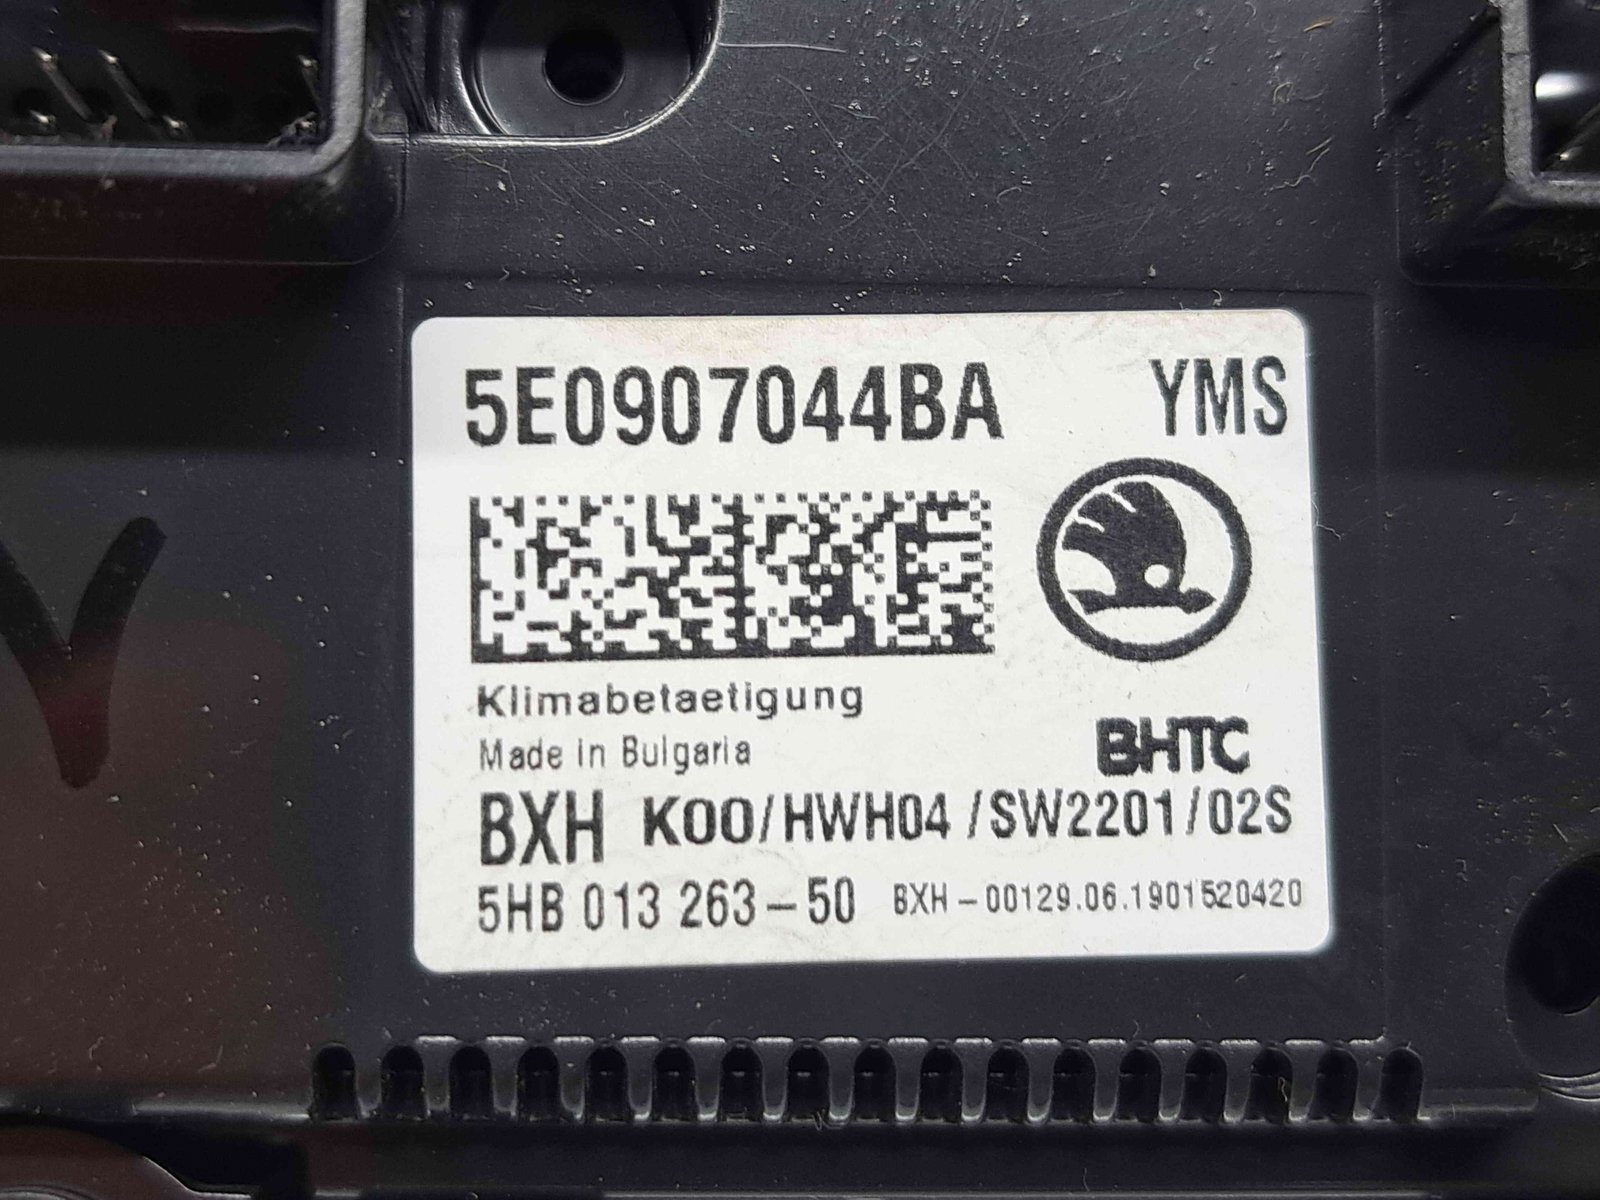 5E0907044BA YMS
Klimabetaetigung
Made in Bulgaria
BHTC
BXH K00/HWH04 /SW2201/02S
5HB 013 263-50 BXH-00129.06.1901520420